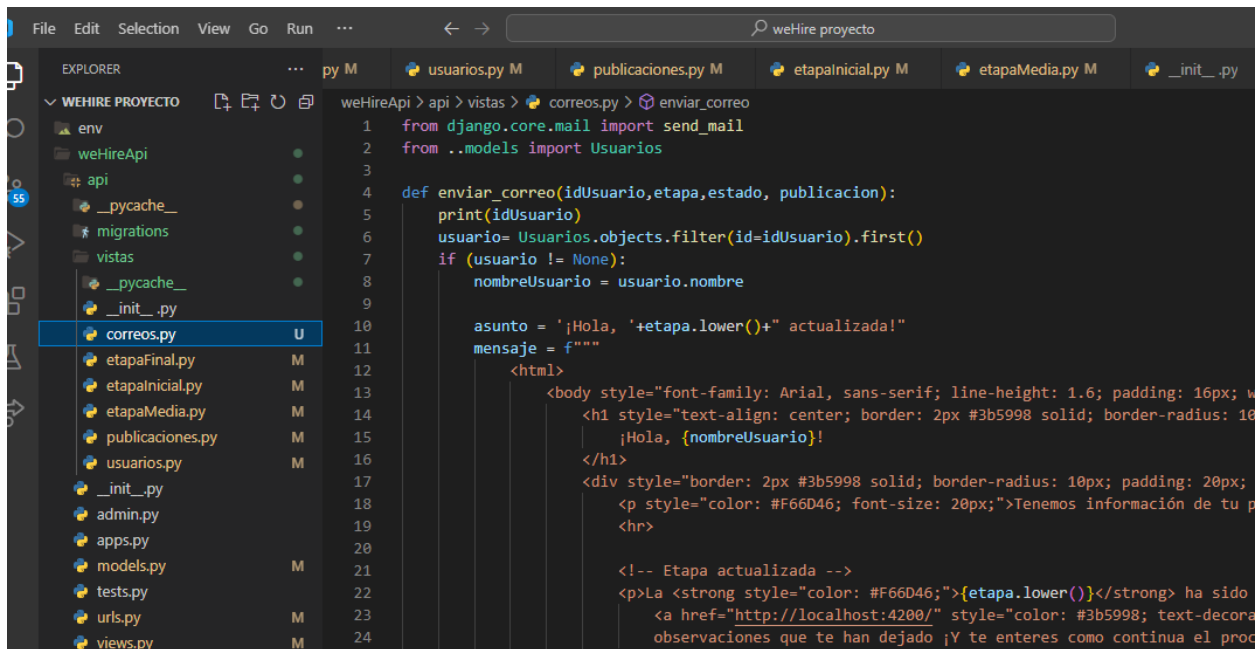 File Edit Selection View Go Run ··· ← → weHire proyecto
EXPLORER ··· py M usuarios.py M publicaciones.py M etapaInicial.py M etapaMedia.py M __init__ .py
WEHIRE PROYECTO
weHireApi > api > vistas > correos.py > enviar_correo
env
weHireApi
api
55
__pycache__
migrations
vistas
__pycache__
__init__ .py
correos.py U
etapaFinal.py M
etapaInicial.py M
etapaMedia.py M
publicaciones.py M
usuarios.py M
__init__.py
admin.py
apps.py
models.py M
tests.py
urls.py M
views.py M
1 from django.core.mail import send_mail
2 from ..models import Usuarios
3
4 def enviar_correo(idUsuario,etapa,estado, publicacion):
5 print(idUsuario)
6 usuario= Usuarios.objects.filter(id=idUsuario).first()
7 if (usuario != None):
8 nombreUsuario = usuario.nombre
9
10 asunto = '¡Hola, '+etapa.lower()+" actualizada!"
11 mensaje = f"""
12 <html>
13 <body style="font-family: Arial, sans-serif; line-height: 1.6; padding: 16px;
14 <h1 style="text-align: center; border: 2px #3b5998 solid; border-radius: 10
15 ¡Hola, {nombreUsuario}!
16 </h1>
17 <div style="border: 2px #3b5998 solid; border-radius: 10px; padding: 20px;
18 <p style="color: #F66D46; font-size: 20px;">Tenemos información de tu p
19 <hr>
20
21 <!-- Etapa actualizada -->
22 <p>La <strong style="color: #F66D46;">{etapa.lower()}</strong> ha sido
23 <a href="http://localhost:4200/" style="color: #3b5998; text-decora
24 observaciones que te han dejado ¡Y te enteres como continua el proc